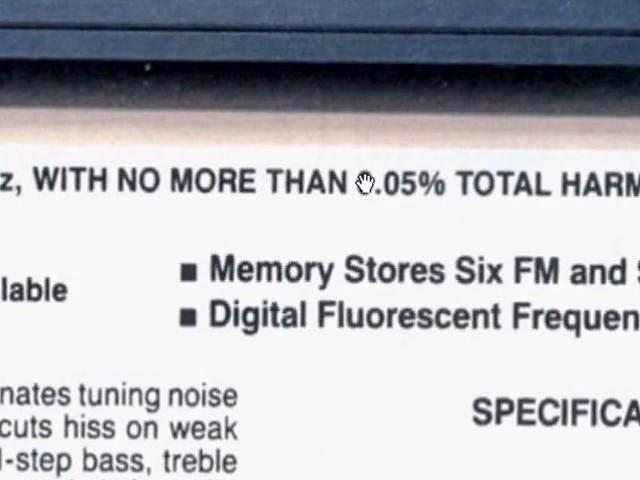 z, WITH NO MORE THAN 0.05% TOTAL HARM
■ Memory Stores Six FM and
lable
■ Digital Fluorescent Frequen
nates tuning noise
cuts hiss on weak
-step bass, treble
SPECIFICA